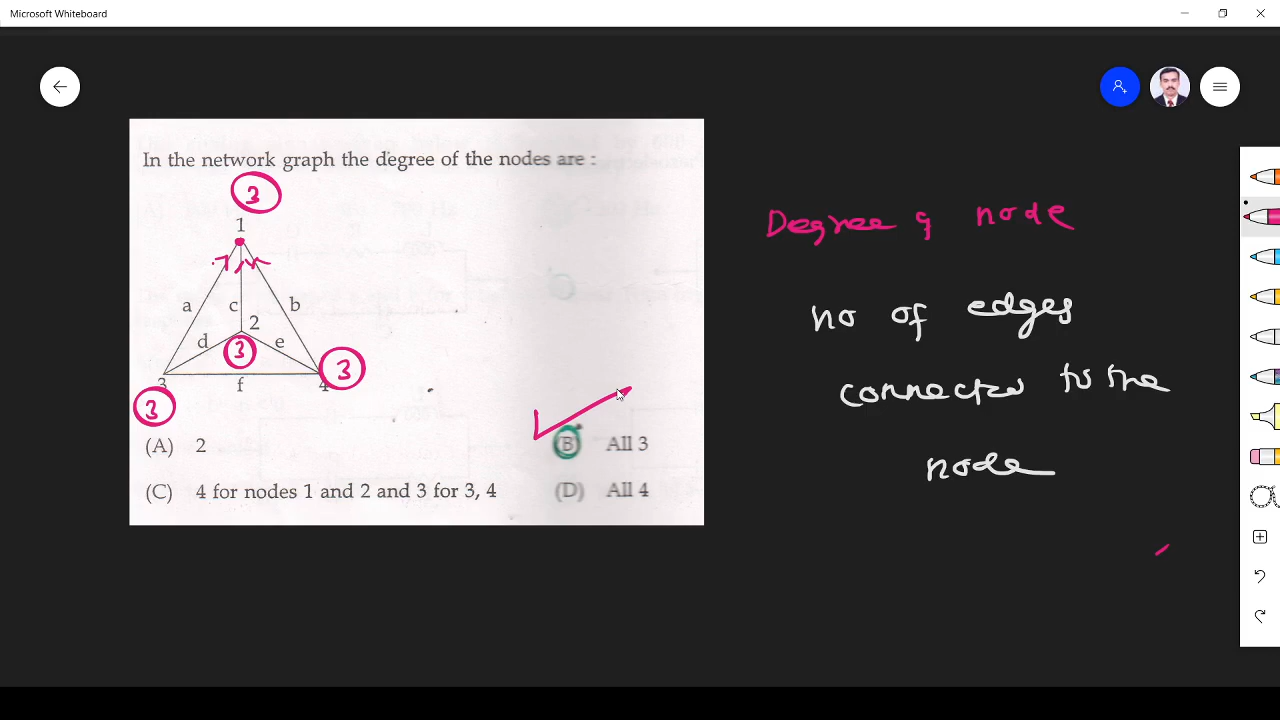 Microsoft Whiteboard
In the network graph the degree of the nodes are :
3
1
a c b
2
d e
3
3
3 f 4
3
(A) 2
(B) All 3
(C) 4 for nodes 1 and 2 and 3 for 3, 4
(D) All 4
Degree of node
no of edges
connected to the
node